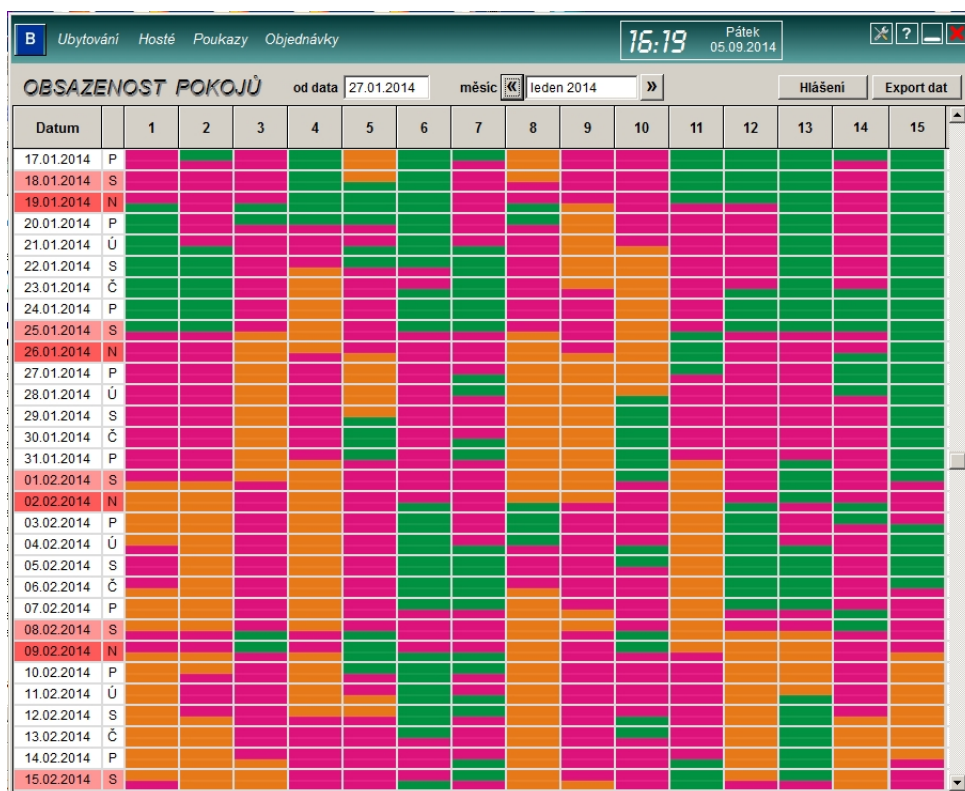 B Ubytování Hosté Poukazy Objednávky 16:19 Pátek 05.09.2014 ?
OBSAZENOST POKOJŮ od data 27.01.2014 měsíc « leden 2014 » Hlášení Export dat
Datum 1 2 3 4 5 6 7 8 9 10 11 12 13 14 15
17.01.2014 P
18.01.2014 S
19.01.2014 N
20.01.2014 P
21.01.2014 Ú
22.01.2014 S
23.01.2014 Č
24.01.2014 P
25.01.2014 S
26.01.2014 N
27.01.2014 P
28.01.2014 Ú
29.01.2014 S
30.01.2014 Č
31.01.2014 P
01.02.2014 S
02.02.2014 N
03.02.2014 P
04.02.2014 Ú
05.02.2014 S
06.02.2014 Č
07.02.2014 P
08.02.2014 S
09.02.2014 N
10.02.2014 P
11.02.2014 Ú
12.02.2014 S
13.02.2014 Č
14.02.2014 P
15.02.2014 S